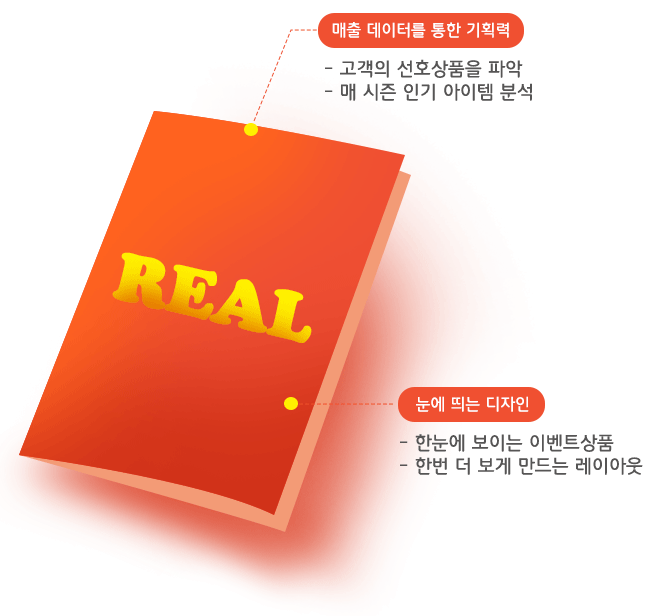 매출 데이터를 통한 기획력
- 고객의 선호상품을 파악
- 매 시즌 인기 아이템 분석
REAL
눈에 띄는 디자인
- 한눈에 보이는 이벤트상품
- 한번 더 보게 만드는 레이아웃